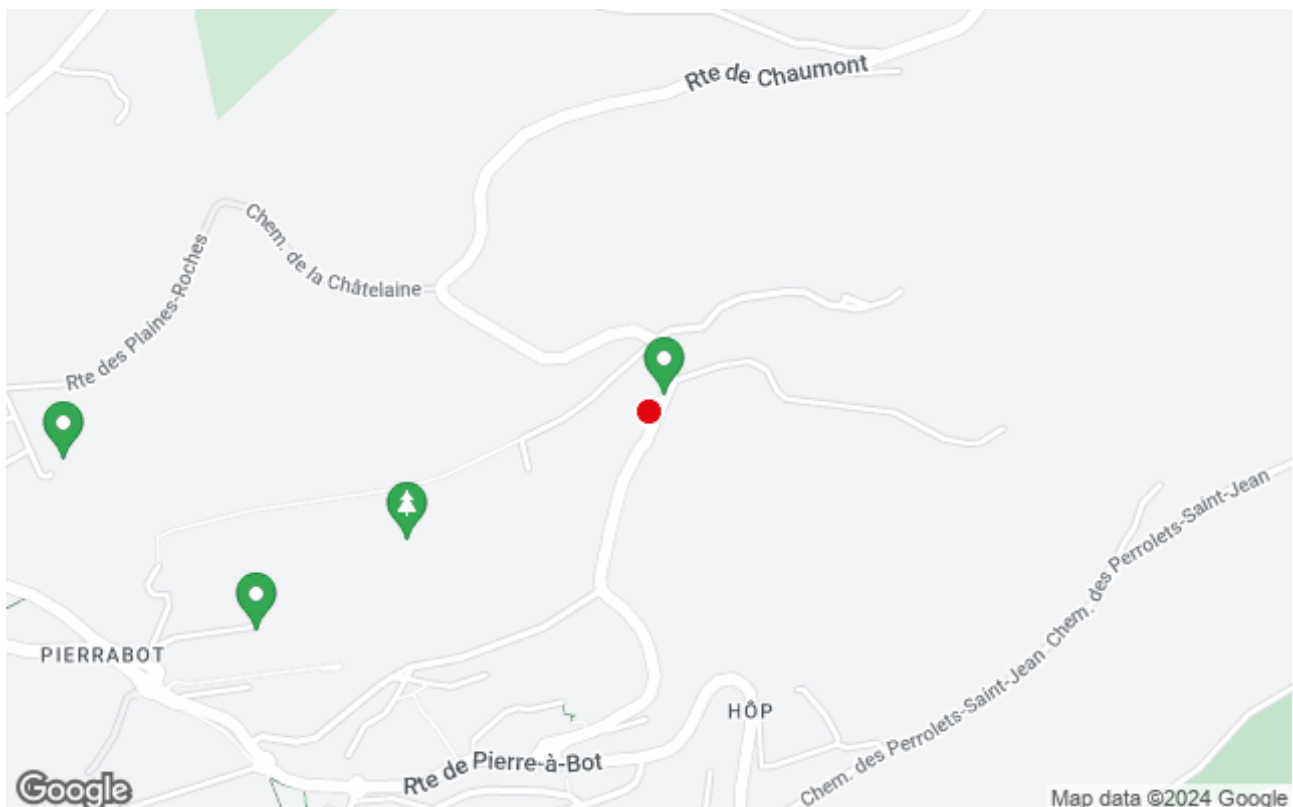 Rte de Chaumont
Chem. de la Châtelaine
Rte des Plaines-Roches
Chem. des Perrolets-Saint-Jean
PIERRABOT
HÔP
Rte de Pierre-à-Bot
Chem. des Perrolets-Saint-Jean
Google
Map data ©2024 Google